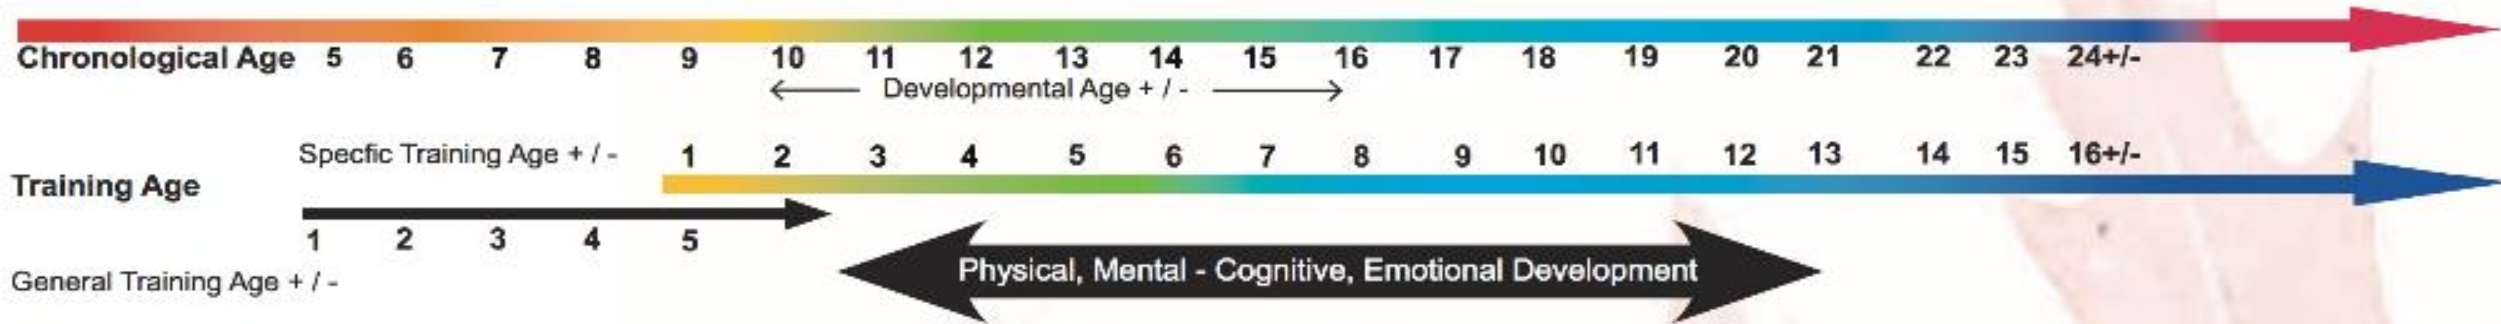 Chronological Age 5 6 7 8 9 10 11 12 13 14 15 16 17 18 19 20 21 22 23 24+/-
Developmental Age + / -
Specfic Training Age + / - 1 2 3 4 5 6 7 8 9 10 11 12 13 14 15 16+/-
Training Age
1 2 3 4 5
General Training Age + / -
Physical, Mental - Cognitive, Emotional Development